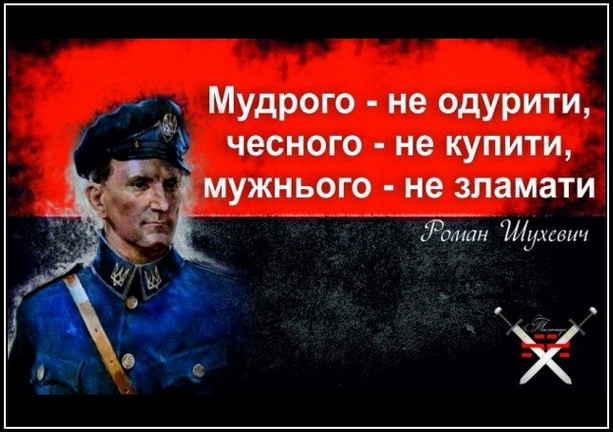 Мудрого - не одурити,
чесного - не купити,
мужнього - не зламати
Роман Шухевич